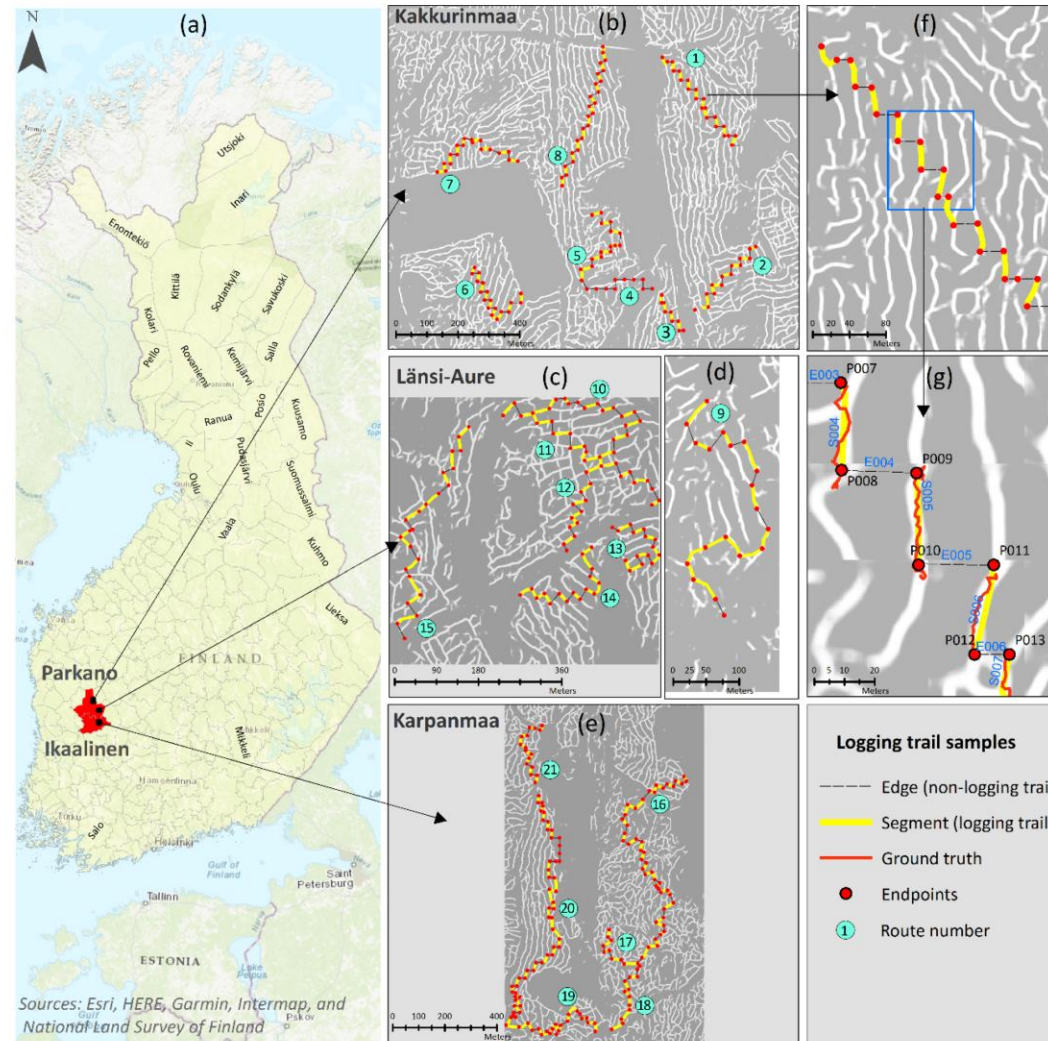 N
(a)
Utsjoki
Inari
Enontekiö
Kittilä
Sodankylä
Savukoski
Kolari
Pello
Rovaniemi
Kemijärvi
Salla
Ranua
Posio
Kuusamo
Ii
Pudasjärvi
Oulu
Suomussalmi
Vaala
Kuhmo
Lieksa
FINLAND
Parkano
Ikaalinen
Mikkeli
Hämeenlinna
Turku
Salo
Helsinki
Gulf of
Finland
Saint
Petersburg
Tallinn
ESTONIA
Lake
Peipus
Pskov
Sources: Esri, HERE, Garmin, Intermap, and
National Land Survey of Finland
Kakkurinmaa
(b)
1
8
7
5
2
6
4
3
0 100 200 400
Meters
Länsi-Aure
(c)
10
11
12
13
14
15
0 90 180 360
Meters
(d)
9
0 25 50 100
Meters
Karpanmaa
(e)
21
16
20
17
19
18
0 100 200 400
Meters
(f)
0 20 40 80
Meters
(g)
E003
P007
S004
E004
P008
P009
S005
P010
E005
P011
S006
P012
E006
P013
S007
0 5 10 20
Meters
Logging trail samples
Edge (non-logging trail
Segment (logging trail
Ground truth
Endpoints
1 Route number